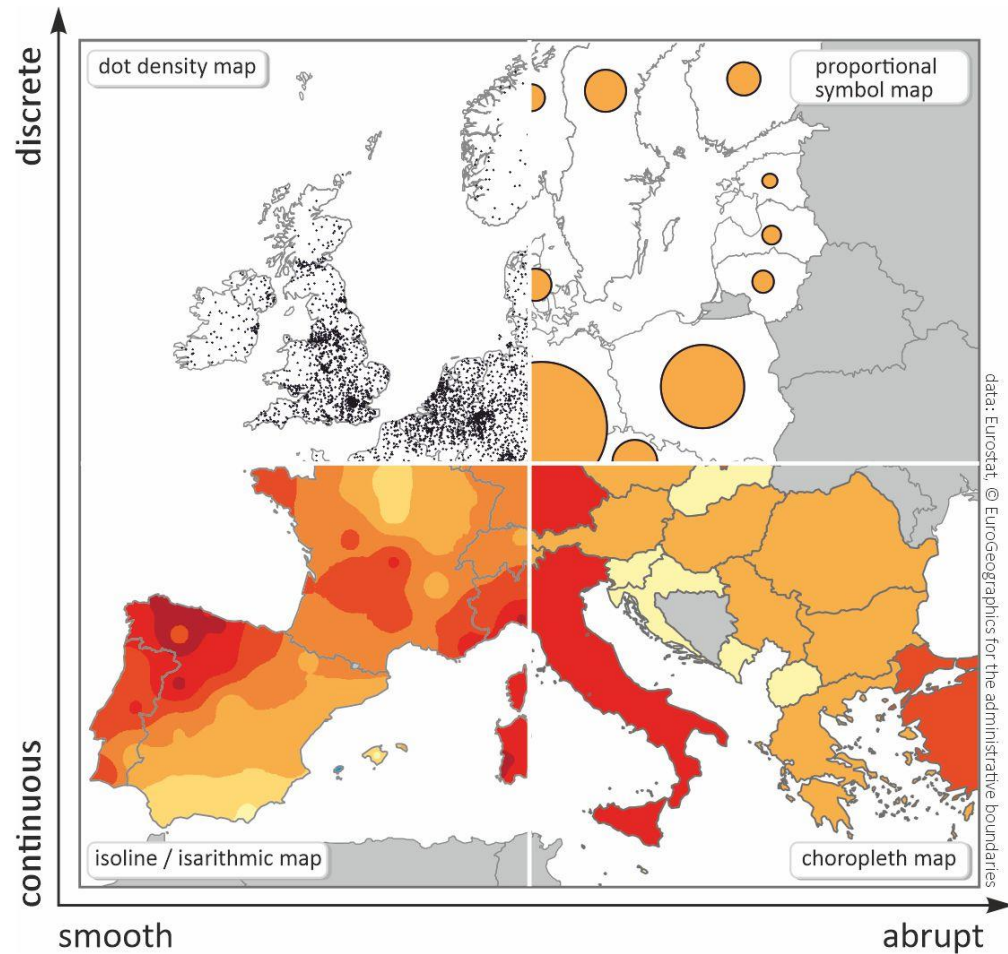 discrete
dot density map
proportional
symbol map
data: Eurostat, © EuroGeographics for the administrative boundaries
continuous
isoline / isarithmic map
choropleth map
smooth
abrupt